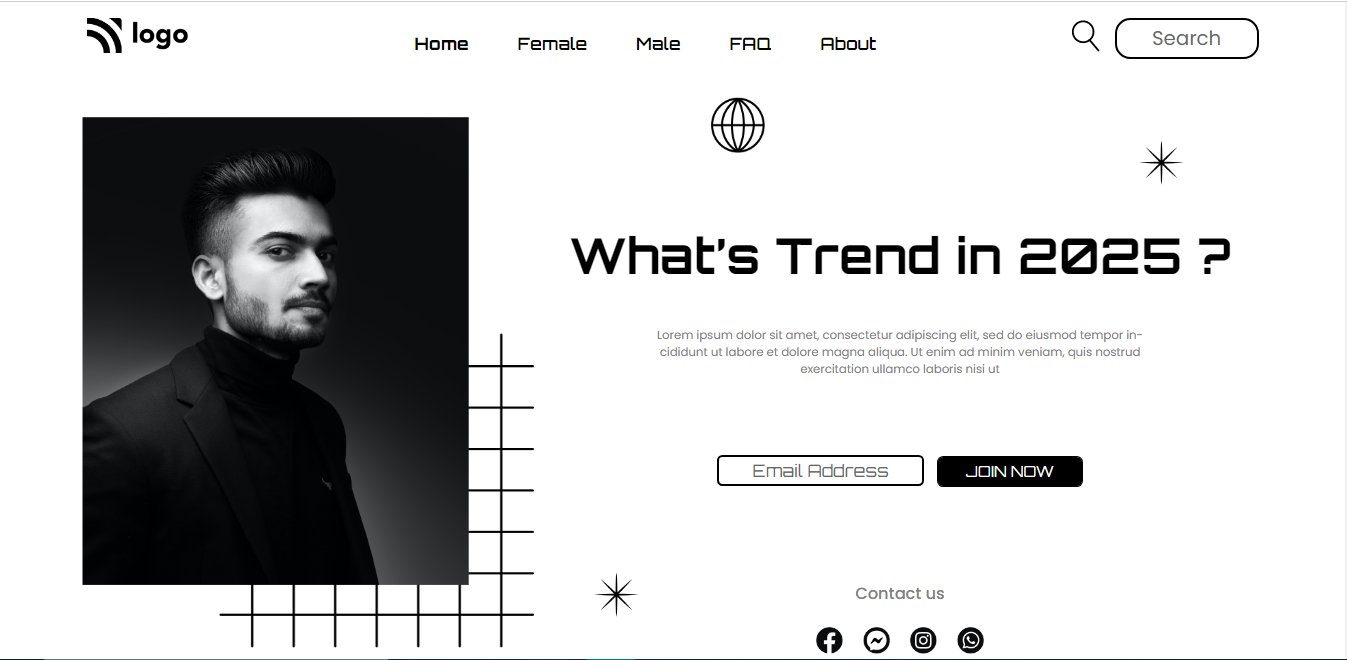 logo
Home Female Male FAQ About
Search
What's Trend in 2025 ?
Lorem ipsum dolor sit amet, consectetur adipiscing elit, sed do eiusmod tempor in-
cididunt ut labore et dolore magna aliqua. Ut enim ad minim veniam, quis nostrud
exercitation ullamco laboris nisi ut
Email Address
JOIN NOW
Contact us